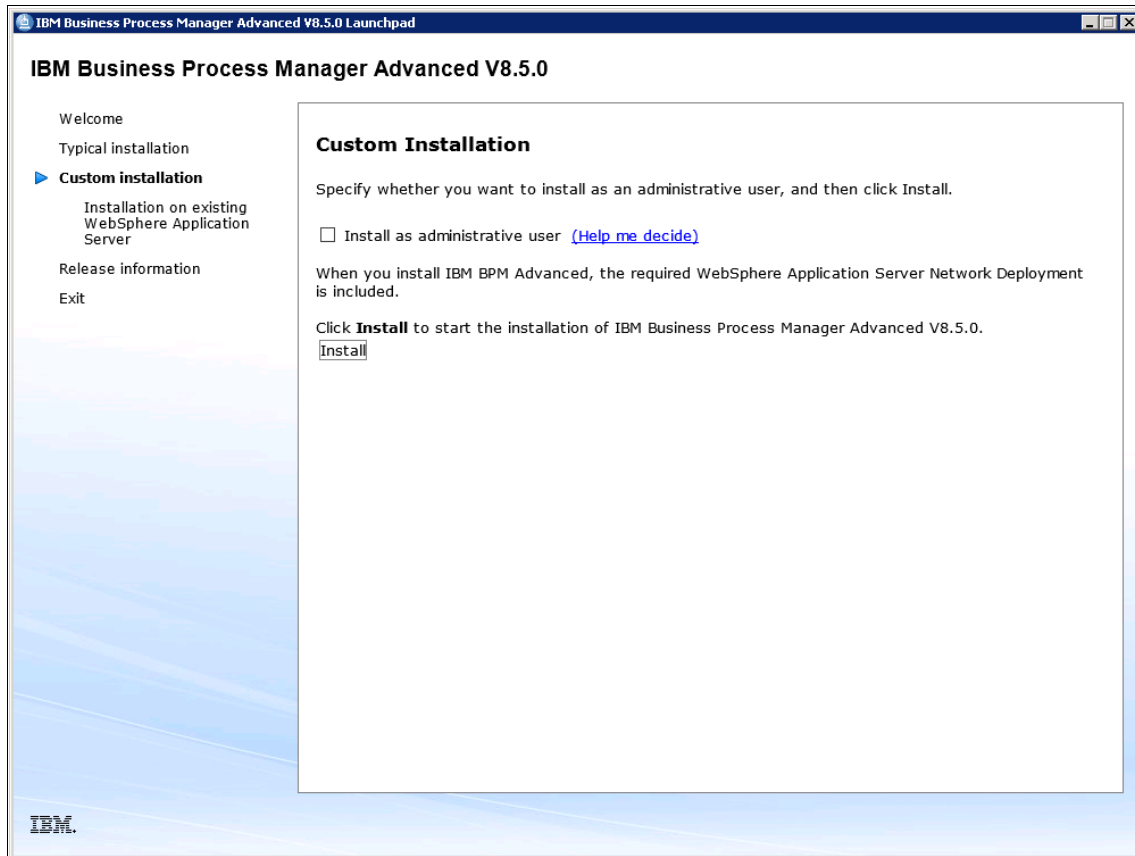 IBM Business Process Manager Advanced V8.5.0 Launchpad
IBM Business Process Manager Advanced V8.5.0
Welcome
Typical installation
Custom installation
Installation on existing
WebSphere Application
Server
Release information
Exit
Custom Installation
Specify whether you want to install as an administrative user, and then click Install.
Install as administrative user (Help me decide)
When you install IBM BPM Advanced, the required WebSphere Application Server Network Deployment
is included.
Click Install to start the installation of IBM Business Process Manager Advanced V8.5.0.
Install
IBM.